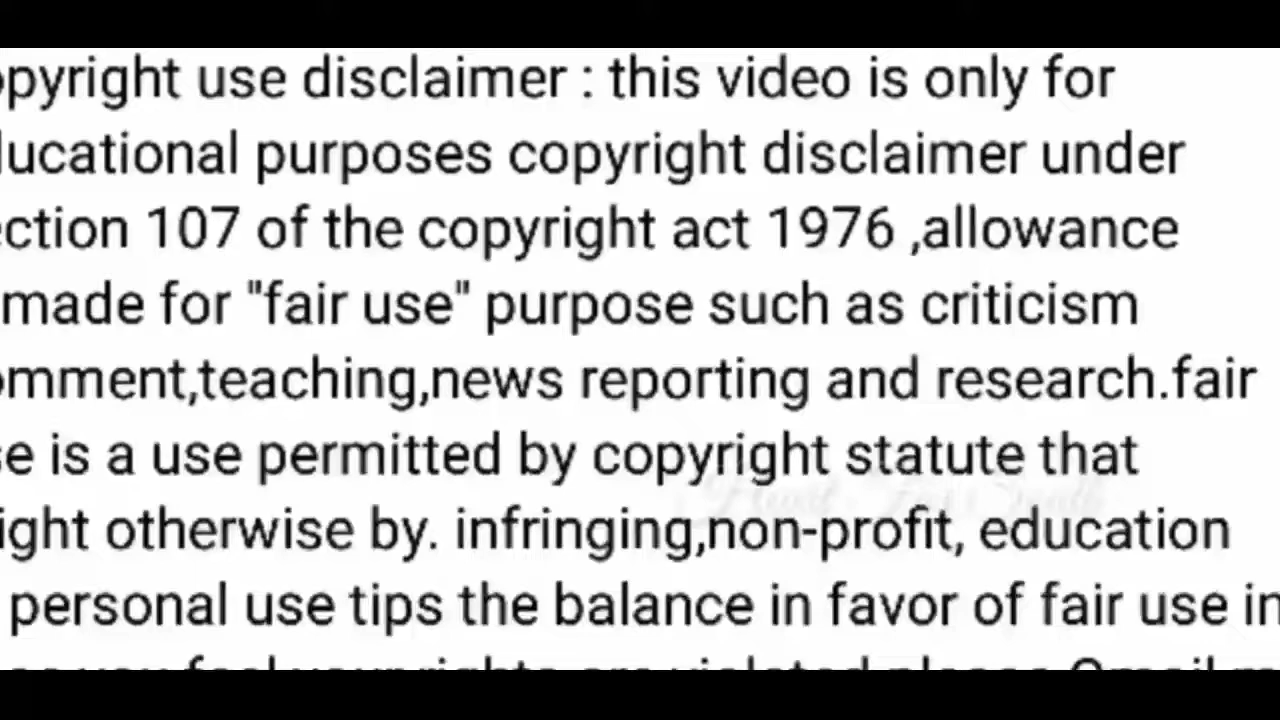 opyright use disclaimer : this video is only for
ducational purposes copyright disclaimer under
ection 107 of the copyright act 1976 ,allowance
made for "fair use" purpose such as criticism
omment,teaching,news reporting and research.fair
se is a use permitted by copyright statute that
ight otherwise by. infringing,non-profit, education
personal use tips the balance in favor of fair use in